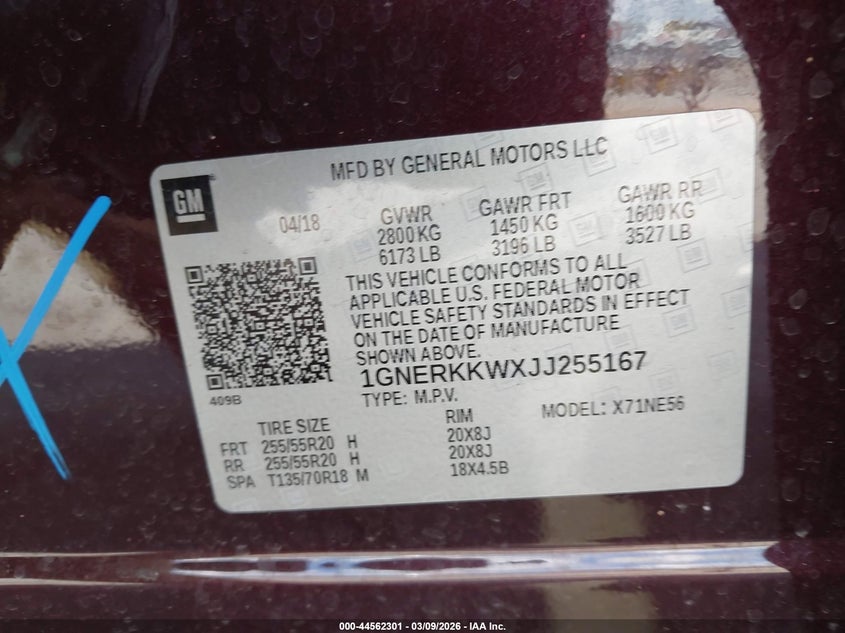 MFD BY GENERAL MOTORS LLC
GM
04/18
GVWR
2800 KG
6173 LB
GAWR FRT
1450 KG
3196 LB
GAWR RR
1600 KG
3527 LB
THIS VEHICLE CONFORMS TO ALL
APPLICABLE U.S. FEDERAL MOTOR
VEHICLE SAFETY STANDARDS IN EFFECT
ON THE DATE OF MANUFACTURE
SHOWN ABOVE.
1GNERKKWXJJ255167
409B
TYPE: M.P.V.
MODEL: X71NE56
TIRE SIZE RIM
FRT 255/55R20 H 20X8J
RR 255/55R20 H 20X8J
SPA T135/70R18 M 18X4.5B
000-44562301 - 03/09/2026 - IAA Inc.